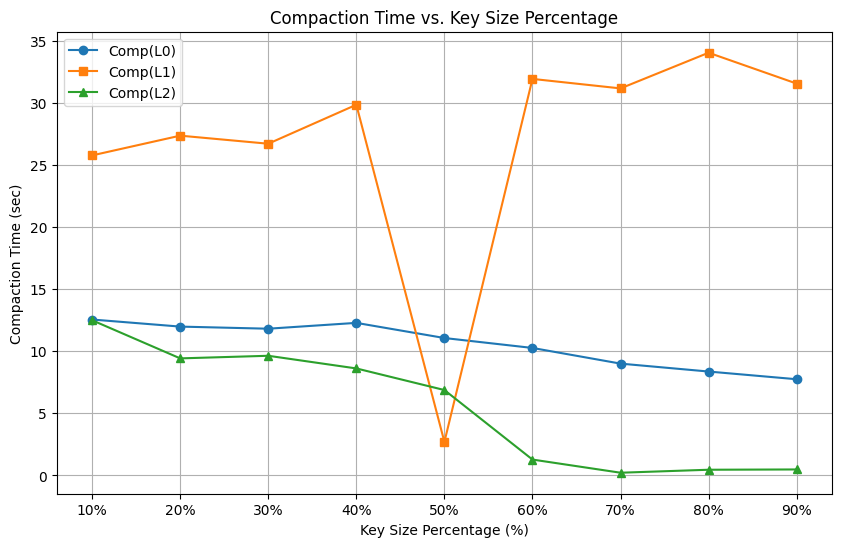 Compaction Time vs. Key Size Percentage
Comp(L0)
Comp(L1)
Comp(L2)
35
30
25
20
15
10
5
0
Compaction Time (sec)
10% 20% 30% 40% 50% 60% 70% 80% 90%
Key Size Percentage (%)